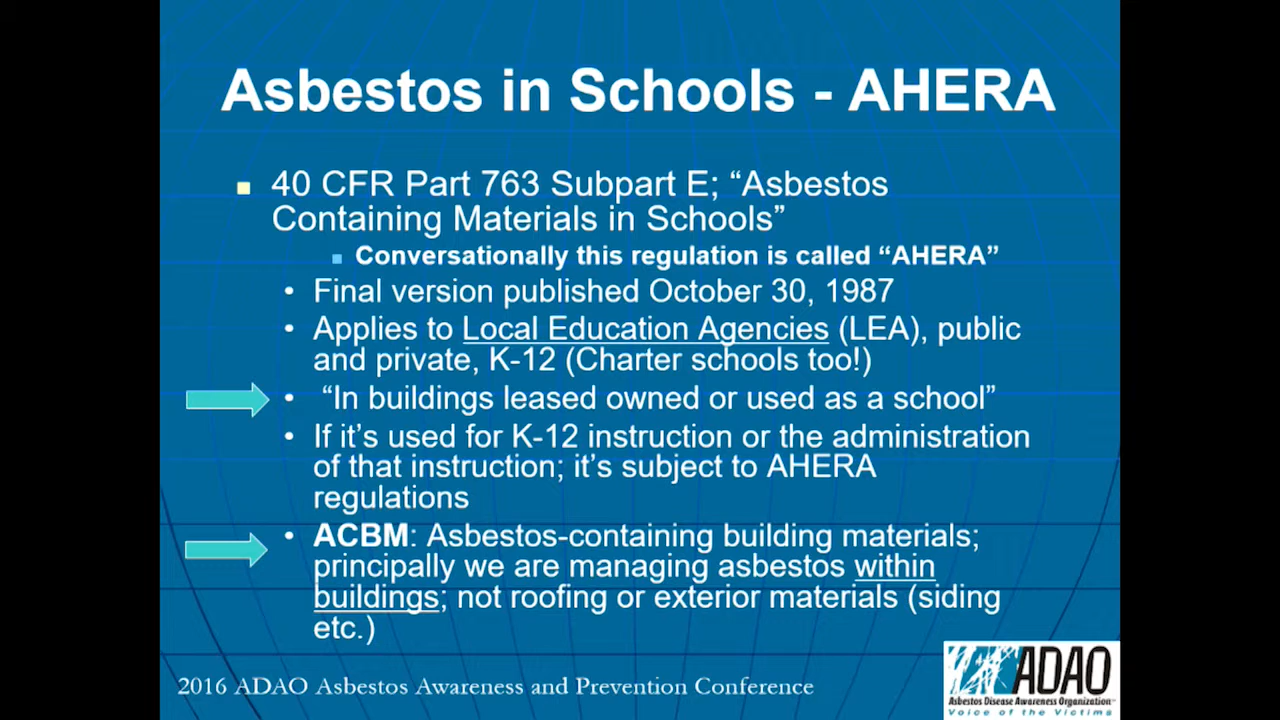 Asbestos in Schools - AHERA
40 CFR Part 763 Subpart E; “Asbestos
Containing Materials in Schools”
Conversationally this regulation is called “AHERA”
• Final version published October 30, 1987
• Applies to Local Education Agencies (LEA), public
and private, K-12 (Charter schools too!)
• “In buildings leased owned or used as a school”
• If it’s used for K-12 instruction or the administration
of that instruction; it’s subject to AHERA
regulations
• ACBM: Asbestos-containing building materials;
principally we are managing asbestos within
buildings; not roofing or exterior materials (siding
etc.)
2016 ADAO Asbestos Awareness and Prevention Conference
ADAO
Asbestos Disease Awareness Organization
Voice of the Victims